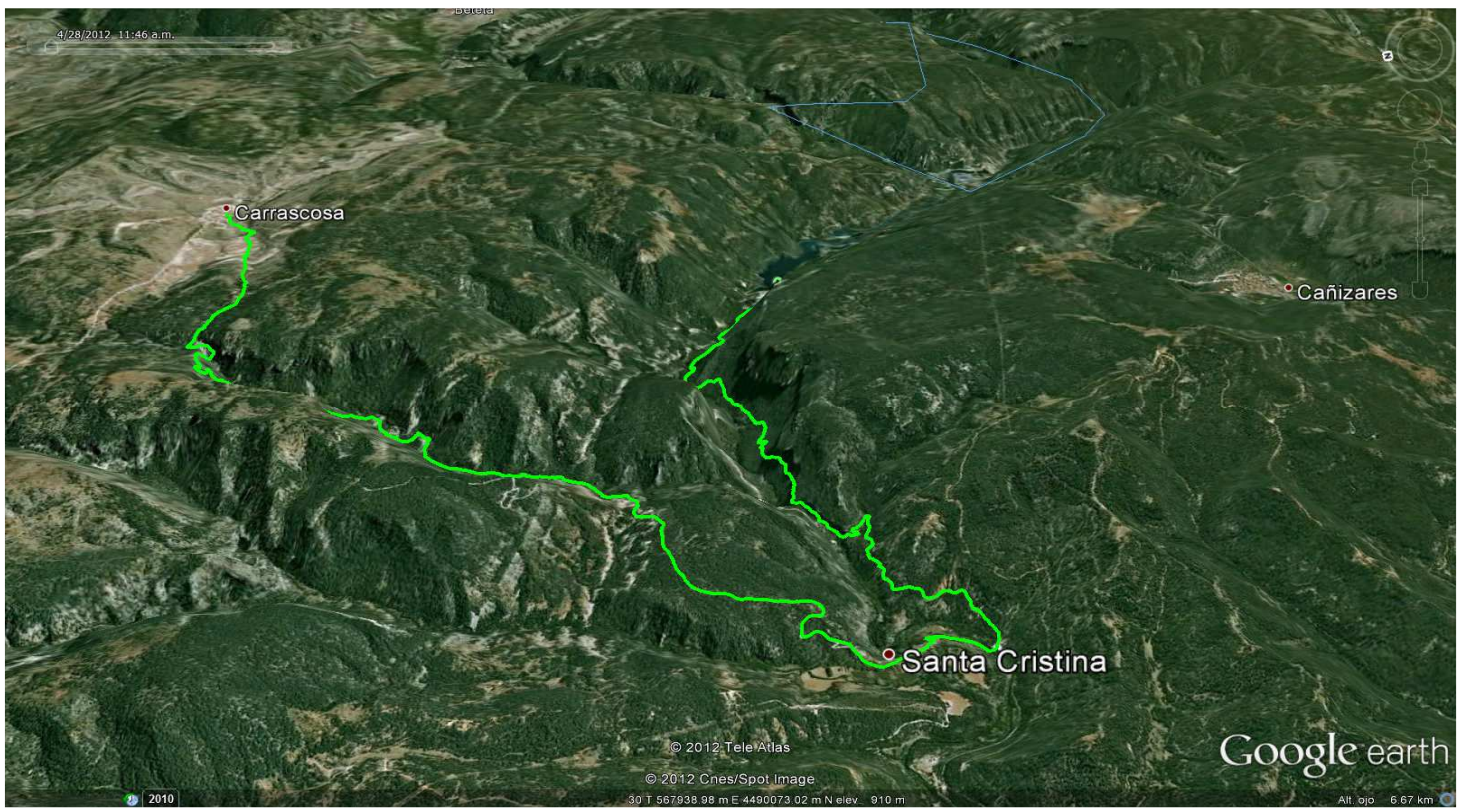 Beteta
4/28/2012 11:46 a.m.
N
Carrascosa
Cañizares
Santa Cristina
© 2012 Tele Atlas
© 2012 Cnes/Spot Image
Google earth
2010
30 T 567938.98 m E 4490073.02 m N elev 910 m
Alt. ojo 6.67 km